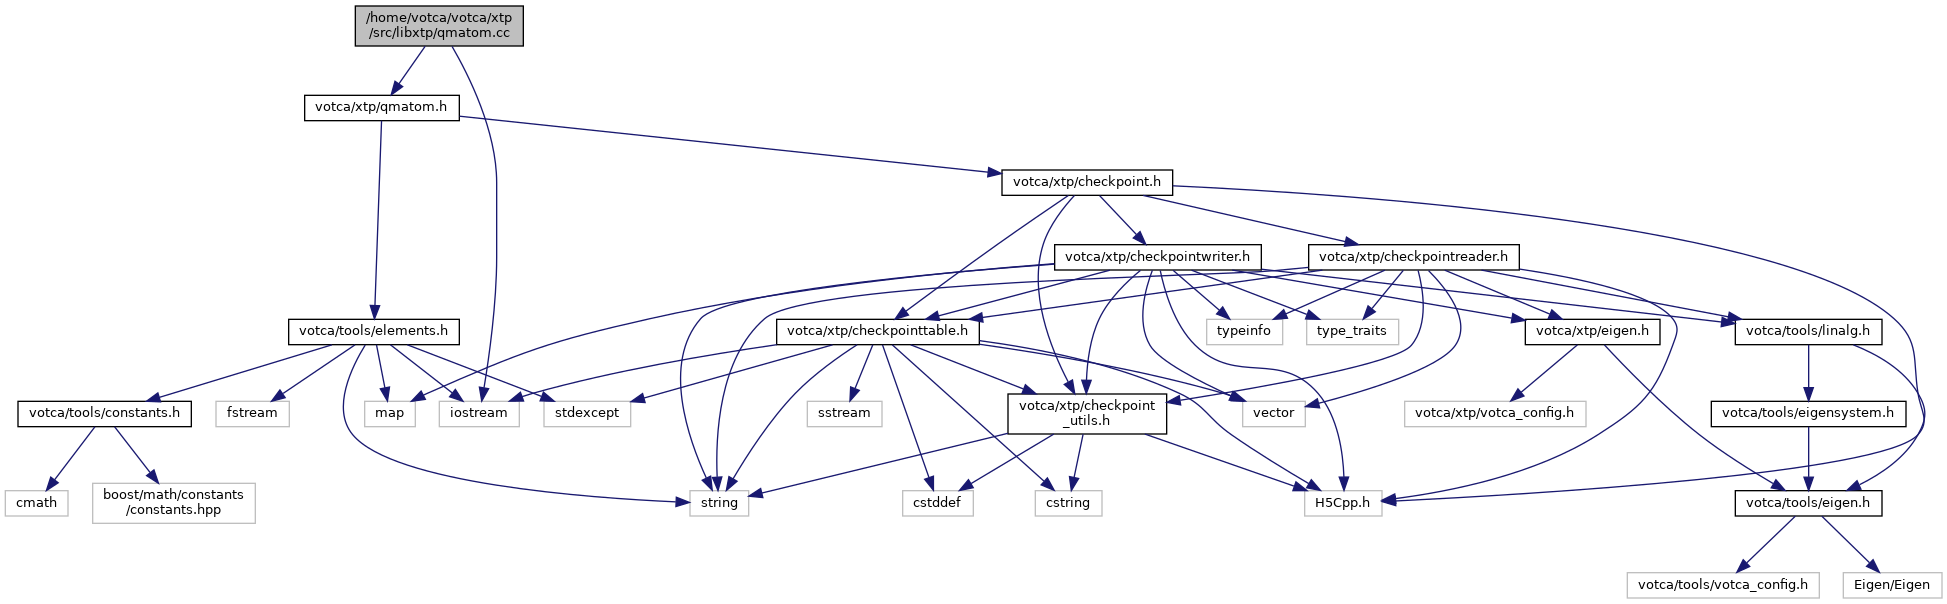 /home/votca/votca/xtp
/src/libxtp/qmatom.cc
votca/xtp/qmatom.h
votca/xtp/checkpoint.h
votca/xtp/checkpointwriter.h
votca/xtp/checkpointreader.h
votca/tools/elements.h
votca/xtp/checkpointtable.h
typeinfo
type_traits
votca/xtp/eigen.h
votca/tools/linalg.h
votca/tools/constants.h
fstream
map
iostream
stdexcept
sstream
votca/xtp/checkpoint
_utils.h
vector
votca/xtp/votca_config.h
votca/tools/eigensystem.h
cmath
boost/math/constants
/constants.hpp
string
cstddef
cstring
H5Cpp.h
votca/tools/eigen.h
votca/tools/votca_config.h
Eigen/Eigen